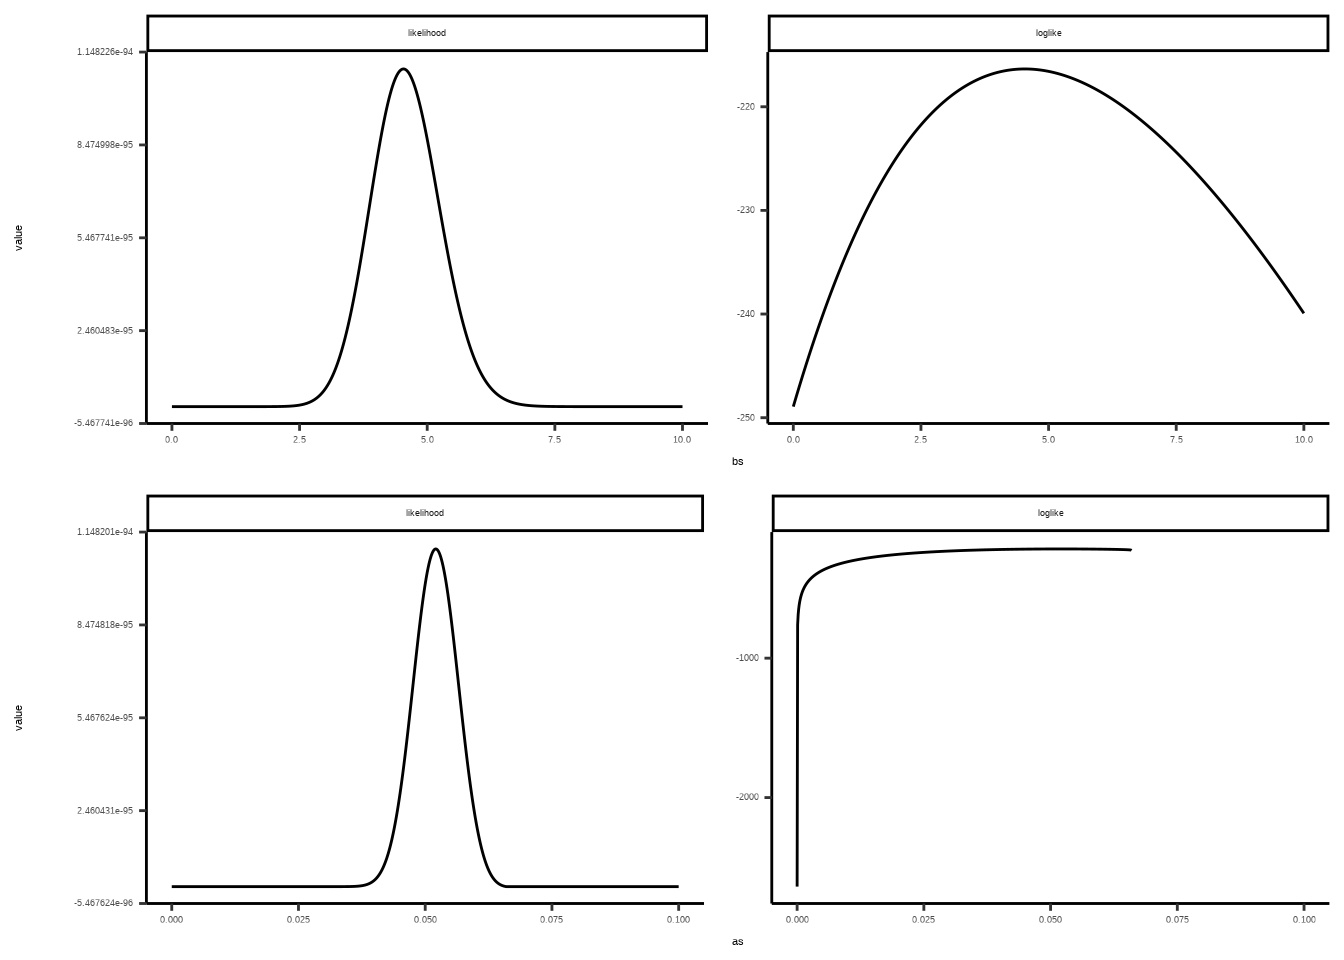 likelihood
loglike
value
1.148226e-94
8.474998e-95
5.467741e-95
2.460483e-95
-5.467741e-96
0.0 2.5 5.0 7.5 10.0
-220
-230
-240
-250
0.0 2.5 5.0 7.5 10.0
bs
likelihood
loglike
value
1.148201e-94
8.474818e-95
5.467624e-95
2.460431e-95
-5.467624e-96
0.000 0.025 0.050 0.075 0.100
-1000
-2000
0.000 0.025 0.050 0.075 0.100
as